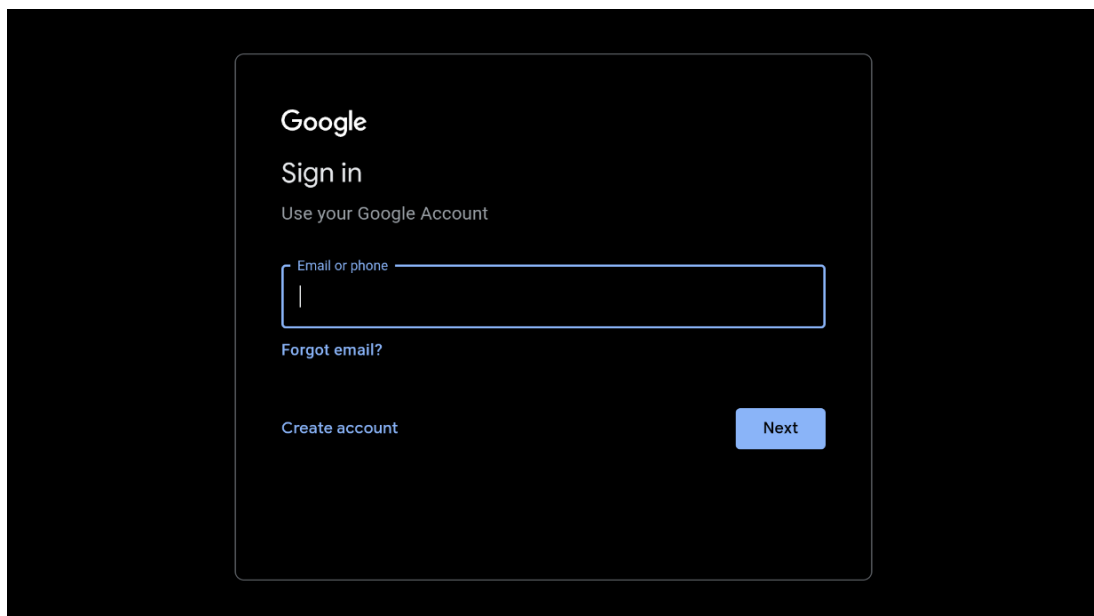 Google
Sign in
Use your Google Account
Email or phone
Forgot email?
Create account
Next